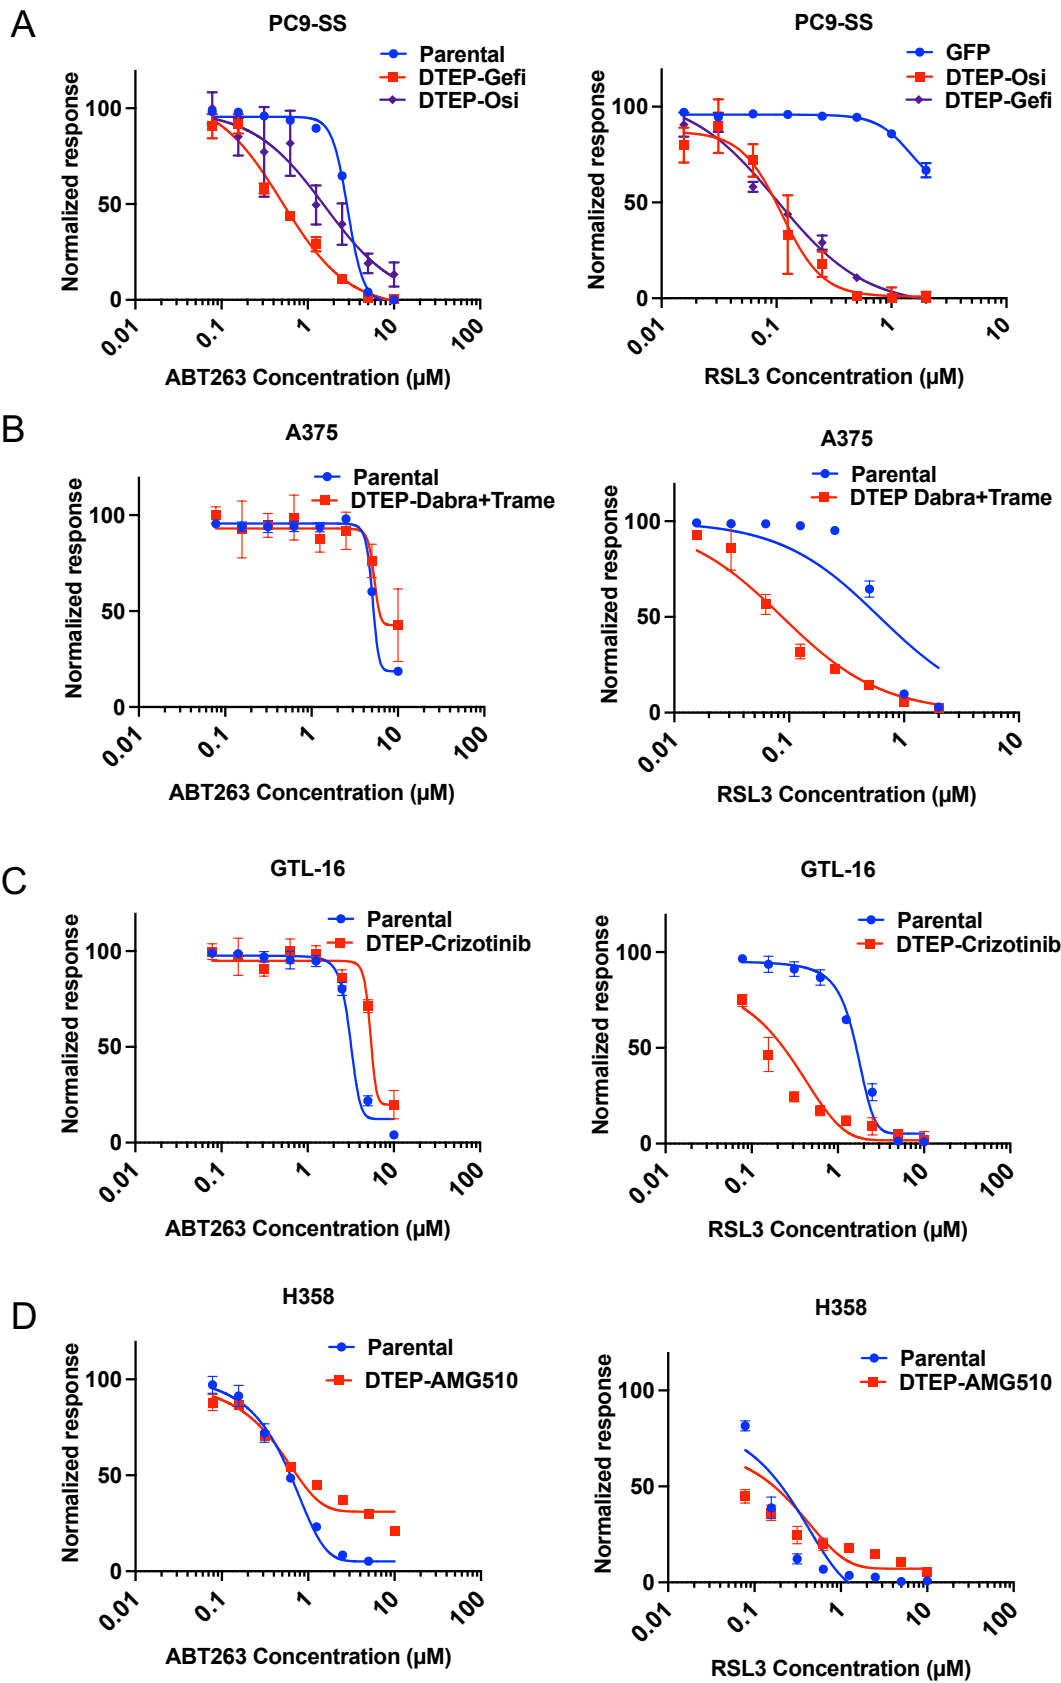 A
PC9-SS
Parental
DTEP-Gefi
DTEP-Osi
Normalized response
100
50
0
0.01
0.1
1
10
100
ABT263 Concentration (µM)
PC9-SS
GFP
DTEP-Osi
DTEP-Gefi
Normalized response
100
50
0
0.01
0.1
1
10
RSL3 Concentration (µM)
B
A375
Parental
DTEP-Dabra+Trame
Normalized response
100
50
0
0.01
0.1
1
10
100
ABT263 Concentration (µM)
A375
Parental
DTEP Dabra+Trame
Normalized response
100
50
0
0.01
0.1
1
10
RSL3 Concentration (µM)
C
GTL-16
Parental
DTEP-Crizotinib
Normalized response
100
50
0
0.01
0.1
1
10
100
ABT263 Concentration (µM)
GTL-16
Parental
DTEP-Crizotinib
Normalized response
100
50
0
0.01
0.1
1
10
100
RSL3 Concentration (µM)
D
H358
Parental
DTEP-AMG510
Normalized response
100
50
0
0.01
0.1
1
10
100
ABT263 Concentration (µM)
H358
Parental
DTEP-AMG510
Normalized response
100
50
0
0.01
0.1
1
10
100
RSL3 Concentration (µM)